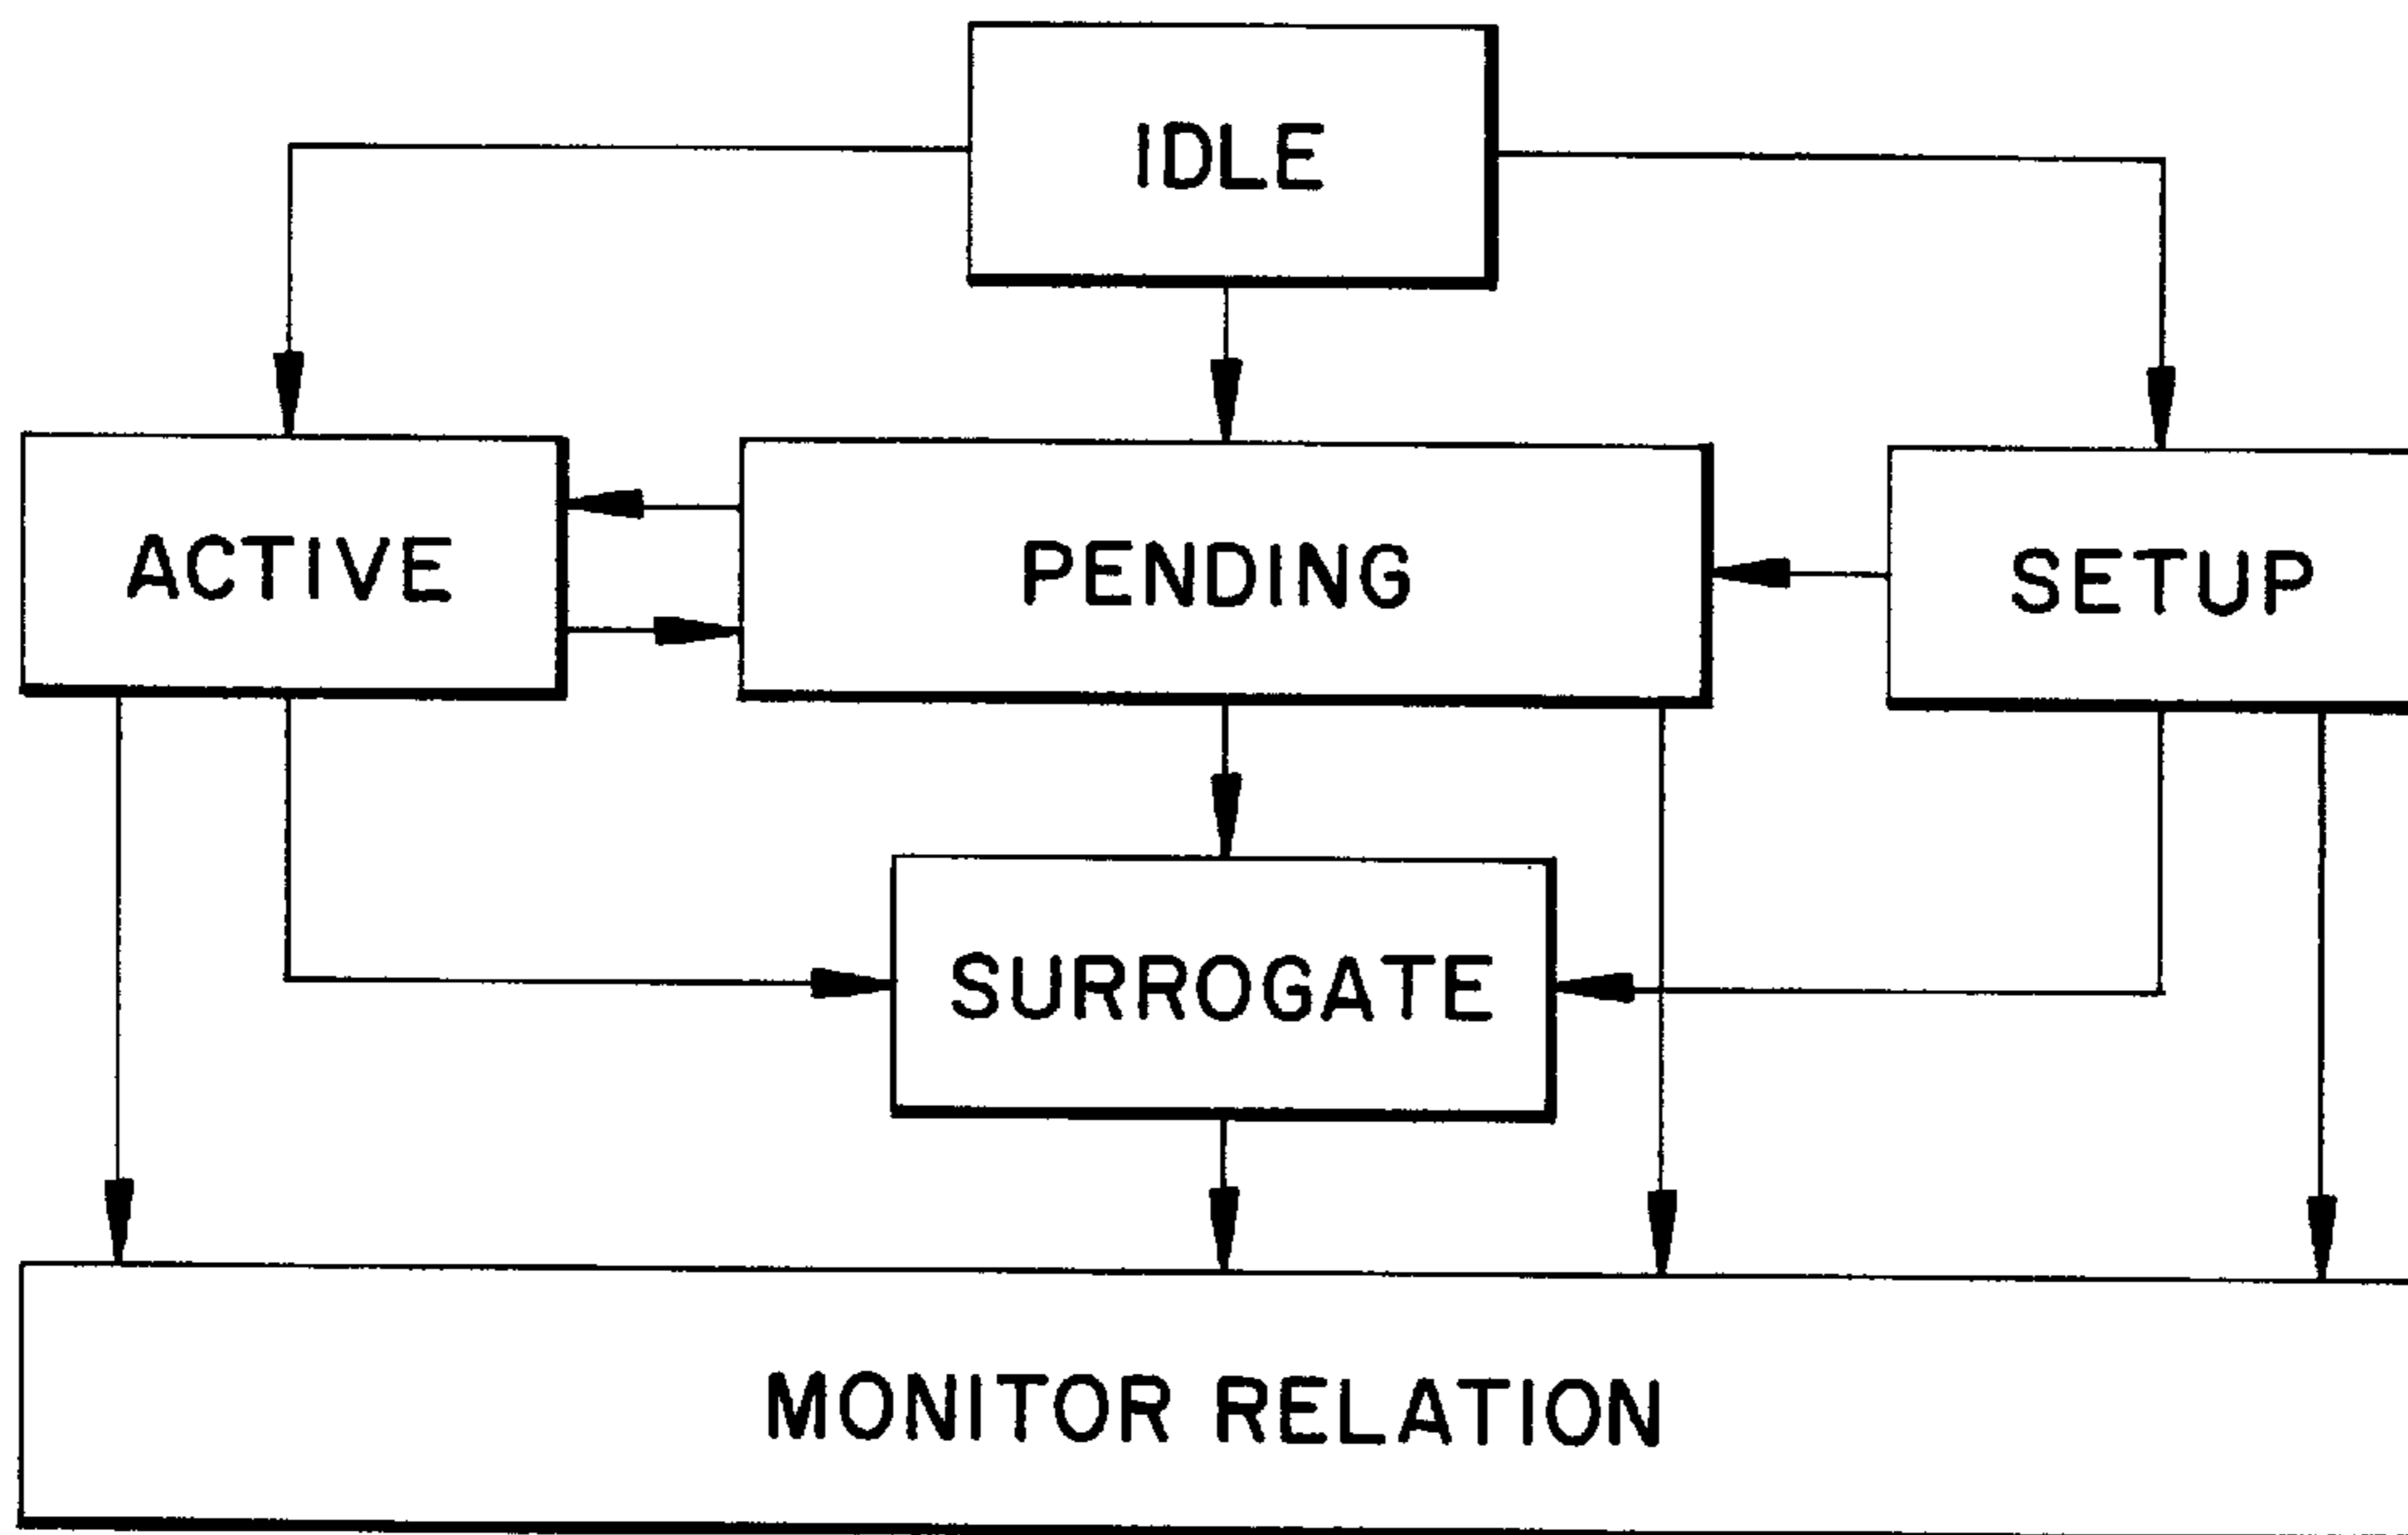 IDLE
ACTIVE
PENDING
SETUP
SURROGATE
MONITOR RELATION